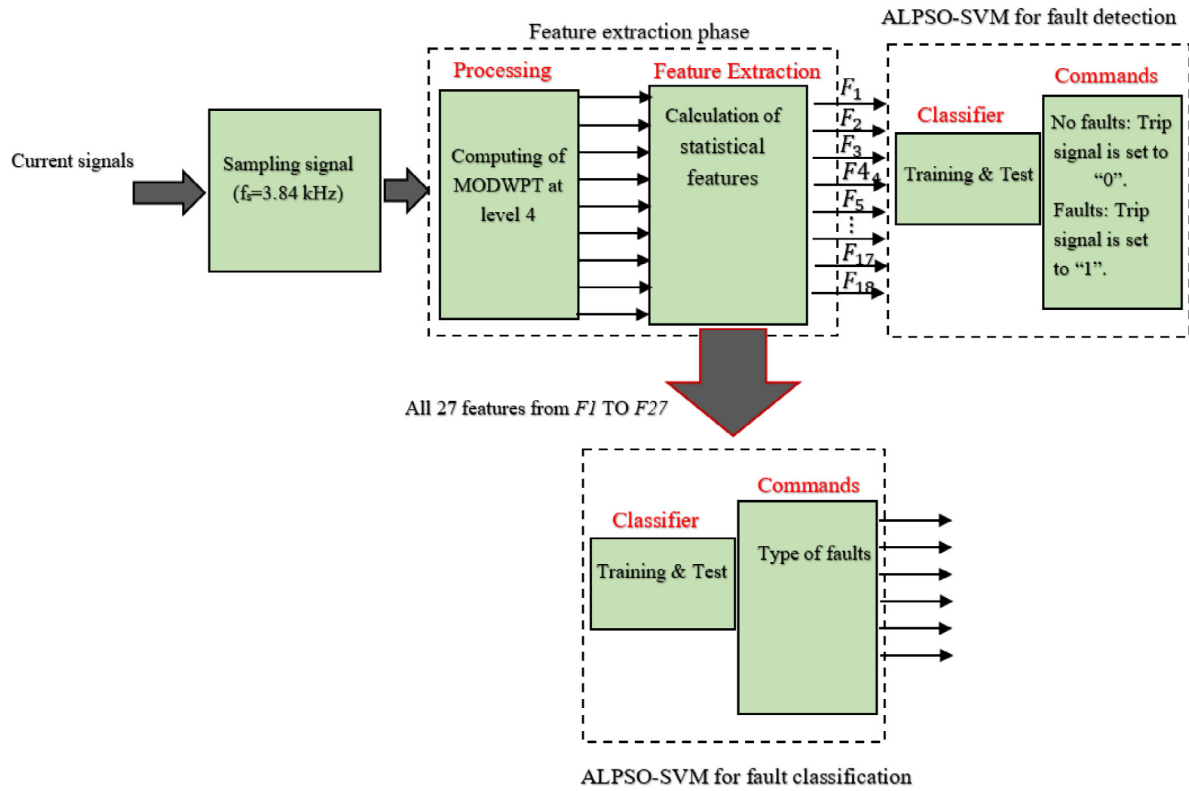 ALPSO-SVM for fault detection
Feature extraction phase
Processing
Feature Extraction
Commands
Classifier
Current signals
Sampling signal
(fs=3.84 kHz)
Computing of
MODWPT at
level 4
Calculation of
statistical
features
F1
F2
F3
F44
F5
⋮
F17
F18
Training & Test
No faults: Trip
signal is set to
“0”.
Faults: Trip
signal is set
to “1”.
All 27 features from F1 TO F27
Commands
Classifier
Training & Test
Type of faults
ALPSO-SVM for fault classification